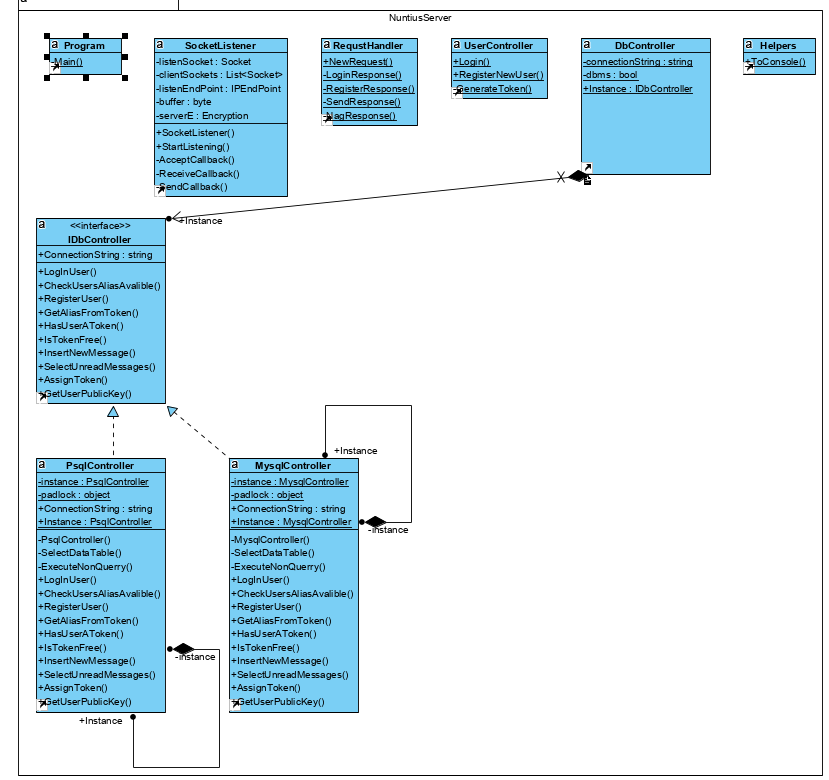 a
NuntiusServer
a Program
-Main()
a SocketListener
-listenSocket : Socket
-clientSockets : List<Socket>
-listenEndPoint : IPEndPoint
-buffer : byte
-serverE : Encryption
+SocketListener()
+StartListening()
-AcceptCallback()
-ReceiveCallback()
-SendCallback()
a RequstHandler
+NewRequest()
-LoginResponse()
-RegisterResponse()
-SendResponse()
-NagResponse()
a UserController
+Login()
+RegisterNewUser()
-GenerateToken()
a DbController
-connectionString : string
-dbms : bool
+Instance : IDbController
a Helpers
+ToConsole()
+Instance
a <<interface>>
IDbController
+ConnectionString : string
+LogInUser()
+CheckUsersAliasAvalible()
+RegisterUser()
+GetAliasFromToken()
+HasUserAToken()
+IsTokenFree()
+InsertNewMessage()
+SelectUnreadMessages()
+AssignToken()
+GetUserPublicKey()
a PsqlController
-instance : PsqlController
-padlock : object
+ConnectionString : string
+Instance : PsqlController
-PsqlController()
-SelectDataTable()
-ExecuteNonQuerry()
+LogInUser()
+CheckUsersAliasAvalible()
+RegisterUser()
+GetAliasFromToken()
+HasUserAToken()
+IsTokenFree()
+InsertNewMessage()
+SelectUnreadMessages()
+AssignToken()
+GetUserPublicKey()
-instance
+Instance
a MysqlController
-instance : MysqlController
-padlock : object
+ConnectionString : string
+Instance : MysqlController
-MysqlController()
-SelectDataTable()
-ExecuteNonQuerry()
+LogInUser()
+CheckUsersAliasAvalible()
+RegisterUser()
+GetAliasFromToken()
+HasUserAToken()
+IsTokenFree()
+InsertNewMessage()
+SelectUnreadMessages()
+AssignToken()
+GetUserPublicKey()
+Instance
-instance